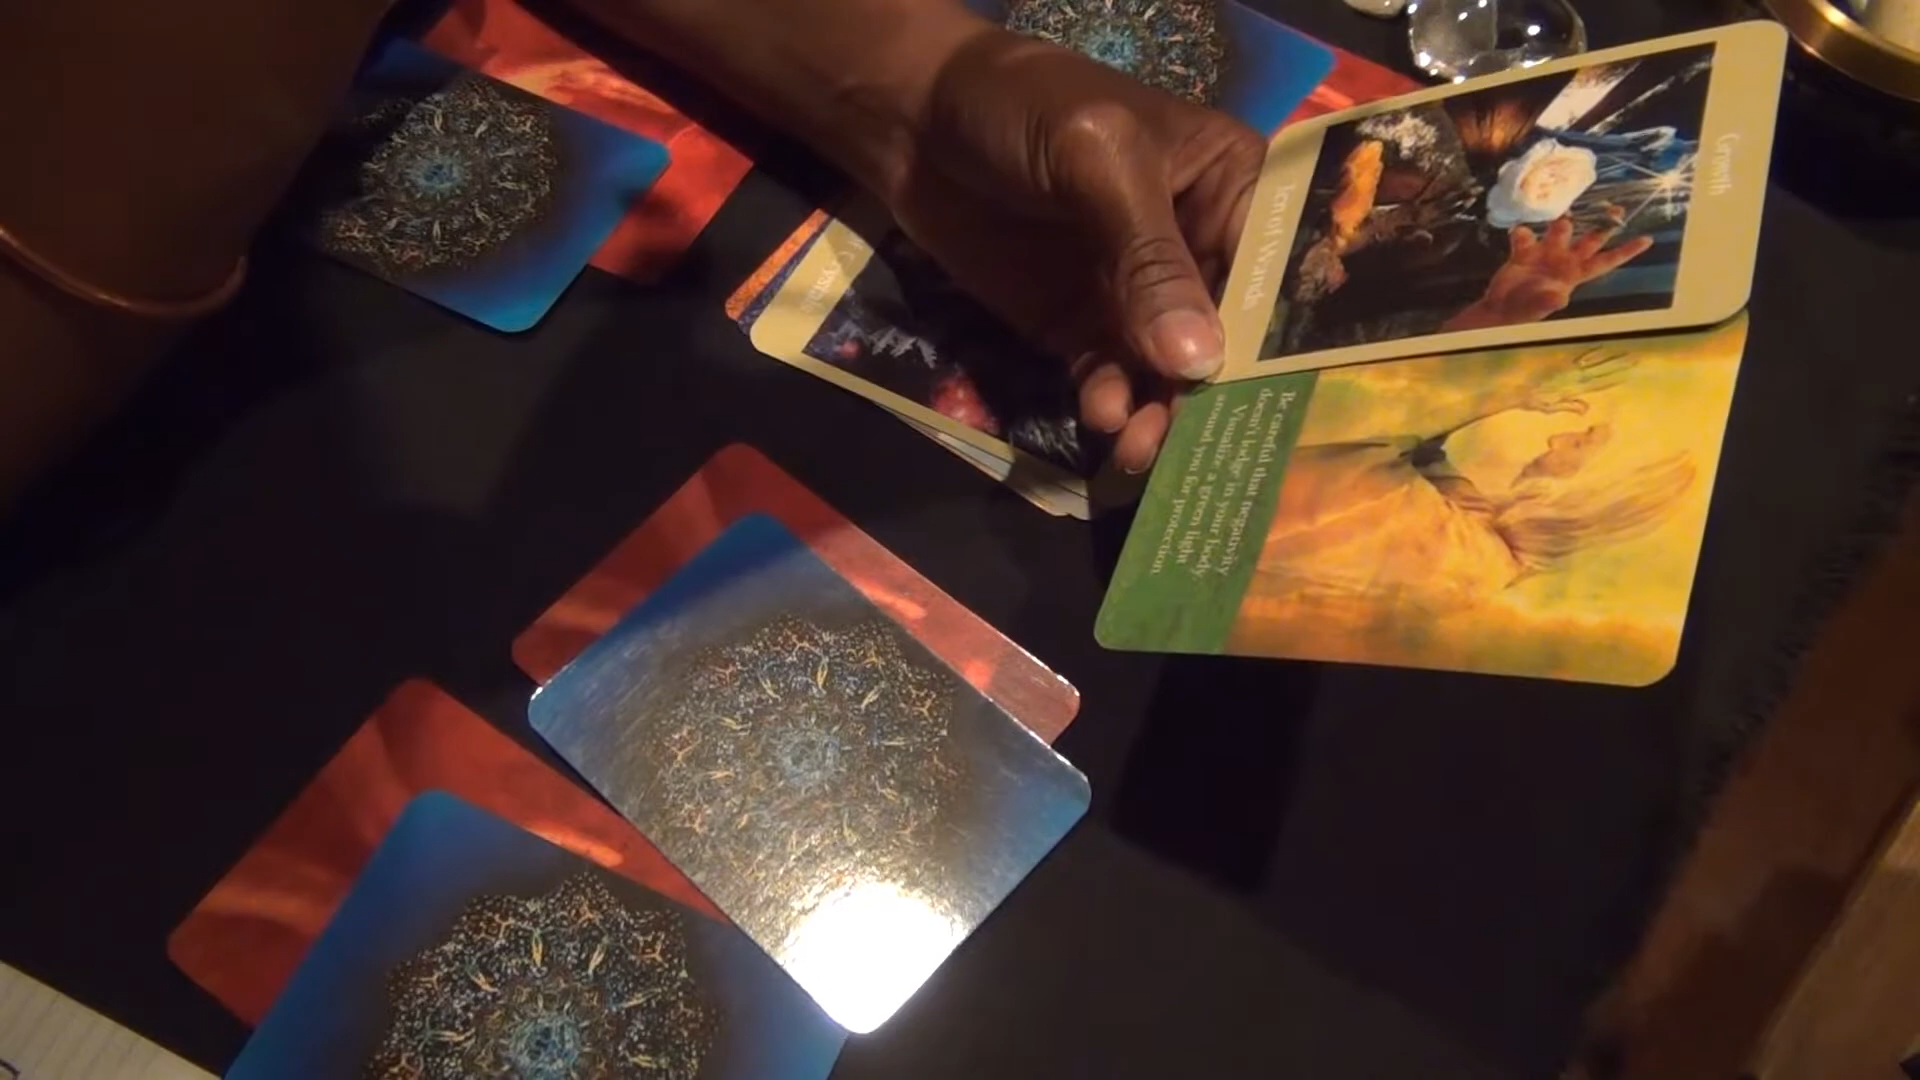 Growth
Ten of Wands
Be careful that negativity
doesn't lodge in your body.
Visualize a green light
around you for protection.